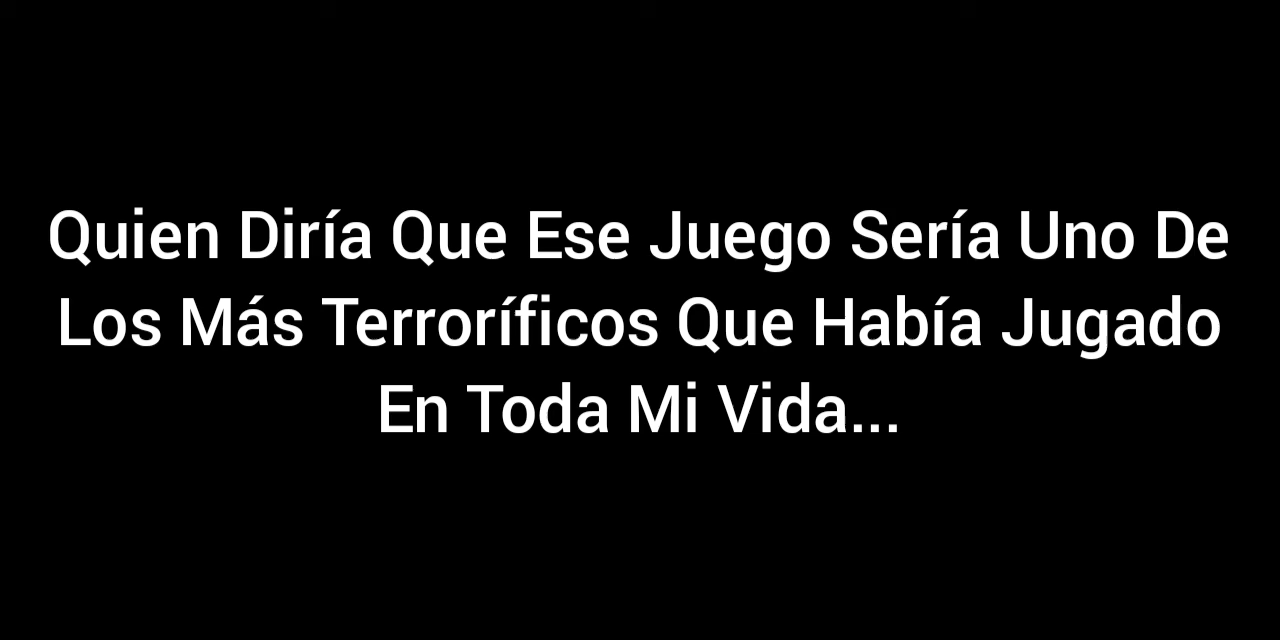 Quien Diría Que Ese Juego Sería Uno De
Los Más Terroríficos Que Había Jugado
En Toda Mi Vida...